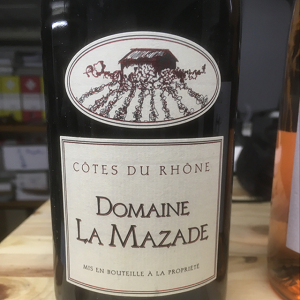 CÔTES DU RHÔNE
DOMAINE
LA MAZADE
MIS EN BOUTEILLE À LA PROPRIÉTÉ